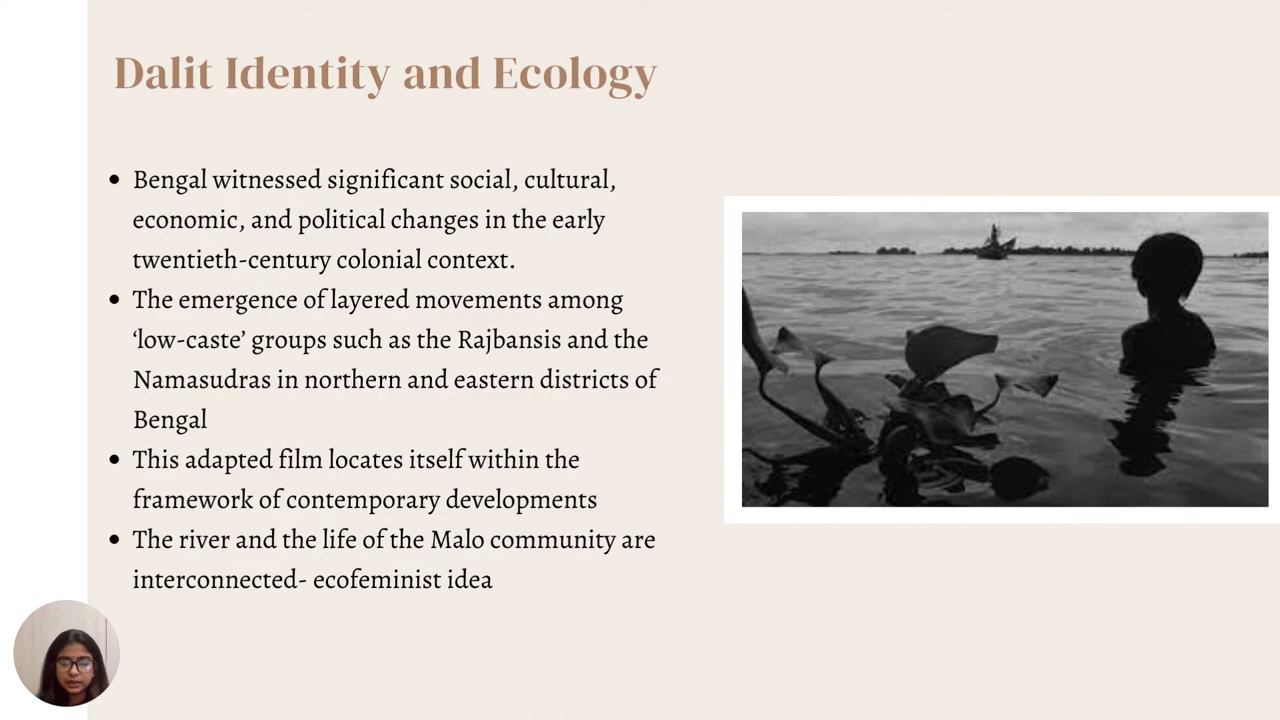 Dalit Identity and Ecology
• Bengal witnessed significant social, cultural,
economic, and political changes in the early
twentieth-century colonial context.
• The emergence of layered movements among
‘low-caste’ groups such as the Rajbansis and the
Namasudras in northern and eastern districts of
Bengal
• This adapted film locates itself within the
framework of contemporary developments
• The river and the life of the Malo community are
interconnected- ecofeminist idea